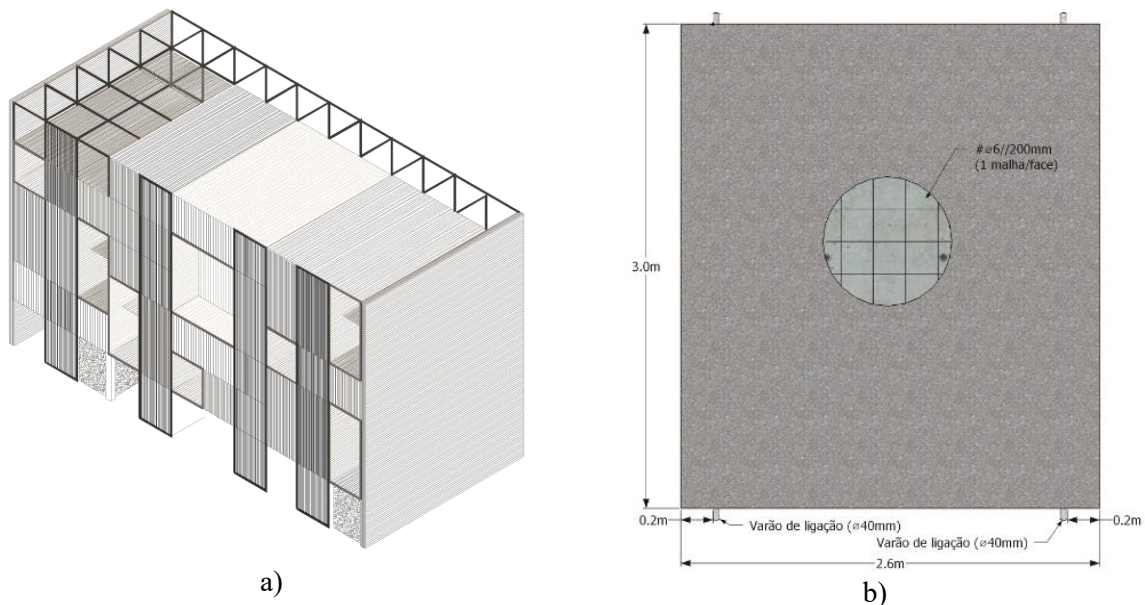 #⌀6//200mm
(1 malha/face)
3.0m
0.2m
Varão de ligação (⌀40mm)
Varão de ligação (⌀40mm)
0.2m
2.6m
a)
b)